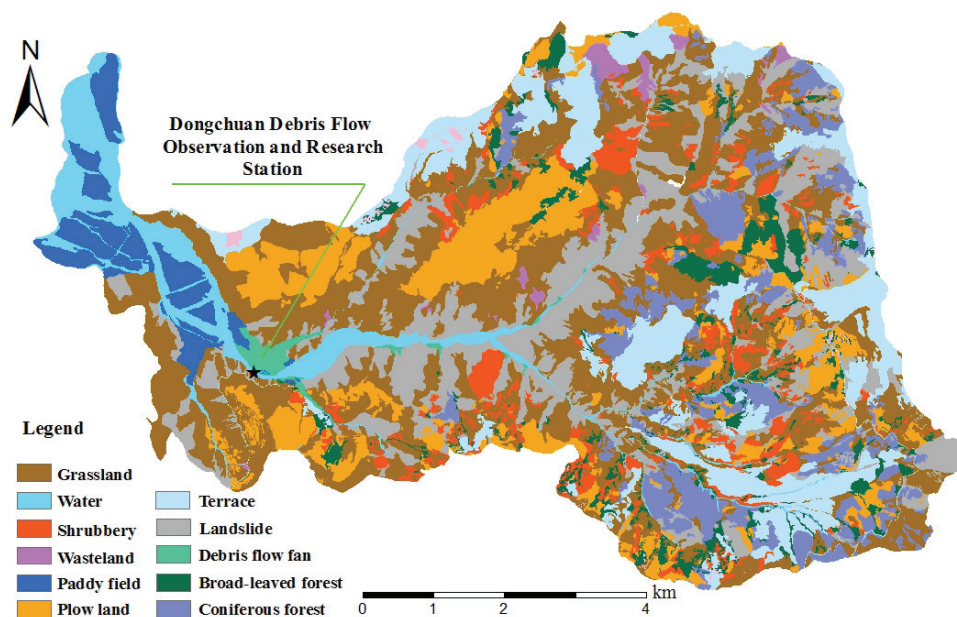 N
Dongchuan Debris Flow
Observation and Research
Station
Legend
Grassland
Water
Shrubbery
Wasteland
Paddy field
Plow land
Terrace
Landslide
Debris flow fan
Broad-leaved forest
Coniferous forest
km
0 1 2 4